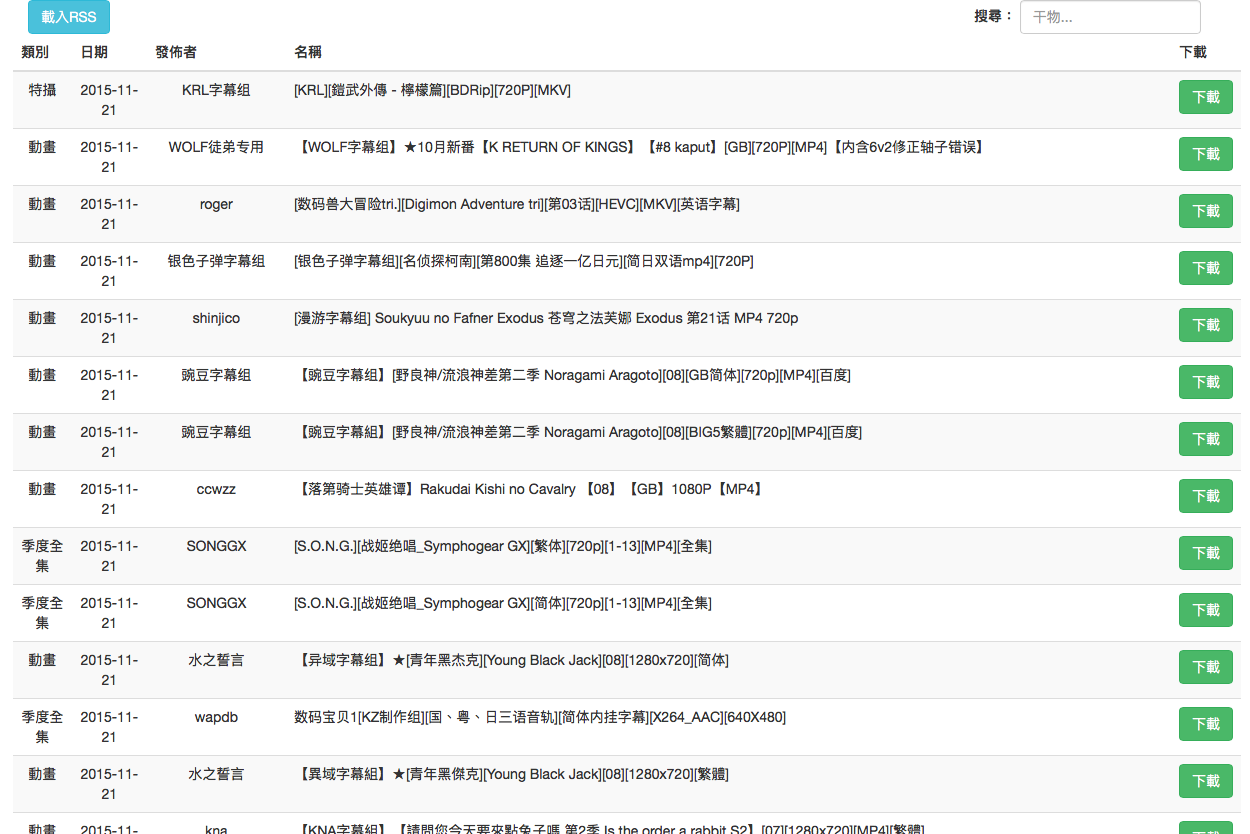 載入RSS 搜尋： 干物...
類別 日期 發佈者 名稱 下載
特攝 2015-11-21 KRL字幕组 [KRL][鎧武外傳 - 檸檬篇][BDRip][720P][MKV] 下載
動畫 2015-11-21 WOLF徒弟专用 【WOLF字幕组】★10月新番【K RETURN OF KINGS】【#8 kaput】[GB][720P][MP4]【内含6v2修正轴子错误】 下載
動畫 2015-11-21 roger [数码兽大冒险tri.][Digimon Adventure tri][第03话][HEVC][MKV][英语字幕] 下載
動畫 2015-11-21 银色子弹字幕组 [银色子弹字幕组][名侦探柯南][第800集 追逐一亿日元][简日双语mp4][720P] 下載
動畫 2015-11-21 shinjico [漫游字幕组] Soukyuu no Fafner Exodus 苍穹之法芙娜 Exodus 第21话 MP4 720p 下載
動畫 2015-11-21 豌豆字幕组 【豌豆字幕组】[野良神/流浪神差第二季 Noragami Aragoto][08][GB简体][720p][MP4][百度] 下載
動畫 2015-11-21 豌豆字幕组 【豌豆字幕組】[野良神/流浪神差第二季 Noragami Aragoto][08][BIG5繁體][720p][MP4][百度] 下載
動畫 2015-11-21 ccwzz 【落第骑士英雄谭】Rakudai Kishi no Cavalry 【08】【GB】1080P【MP4】 下載
季度全集 2015-11-21 SONGGX [S.O.N.G.][战姬绝唱_Symphogear GX][繁体][720p][1-13][MP4][全集] 下載
季度全集 2015-11-21 SONGGX [S.O.N.G.][战姬绝唱_Symphogear GX][简体][720p][1-13][MP4][全集] 下載
動畫 2015-11-21 水之誓言 【异域字幕组】★[青年黑杰克][Young Black Jack][08][1280x720][简体] 下載
季度全集 2015-11-21 wapdb 数码宝贝1[KZ制作组][国、粤、日三语音轨][简体内挂字幕][X264_AAC][640X480] 下載
動畫 2015-11-21 水之誓言 【異域字幕組】★[青年黑傑克][Young Black Jack][08][1280x720][繁體] 下載
動畫 2015-11- kna 【KNA字幕組】【請問您今天要來點兔子嗎 第2季 Is the order a rabbit S2】[07][1280x720][MP4][繁體]